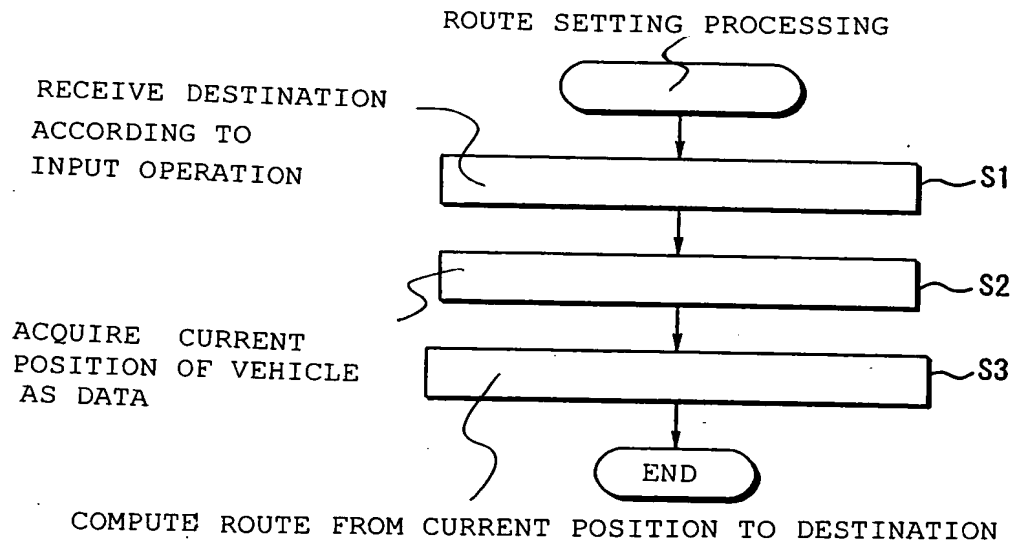 ROUTE SETTING PROCESSING
RECEIVE DESTINATION
ACCORDING TO
INPUT OPERATION
S1
S2
ACQUIRE CURRENT
POSITION OF VEHICLE
AS DATA
S3
END
COMPUTE ROUTE FROM CURRENT POSITION TO DESTINATION